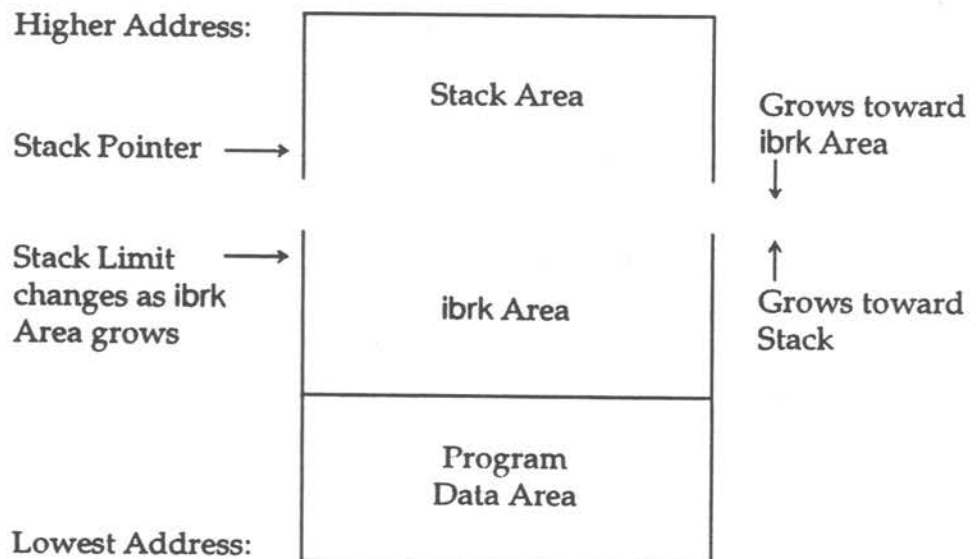 Higher Address:
Stack Area
Grows toward
ibrk Area
Stack Pointer
Stack Limit
changes as ibrk
Area grows
ibrk Area
Grows toward
Stack
Program
Data Area
Lowest Address: